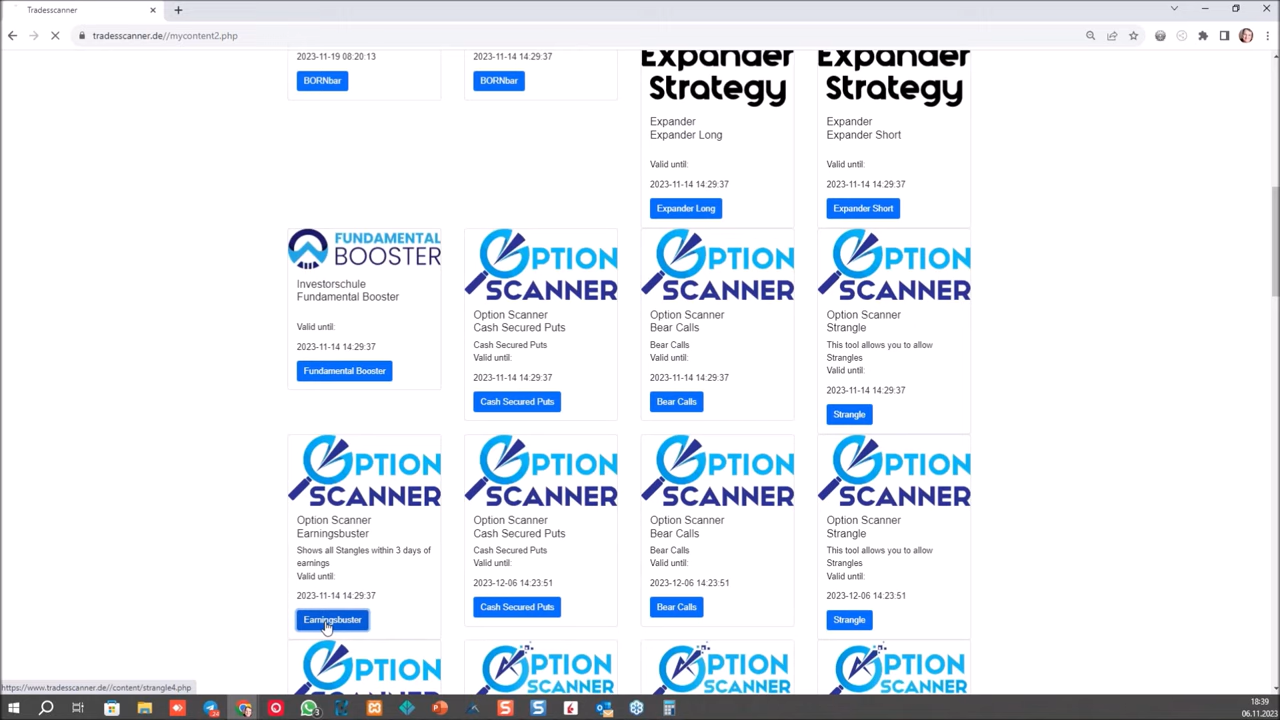 Tradesscanner
tradesscanner.de//mycontent2.php
2023-11-19 08:20:13
BORNbar
2023-11-14 14:29:37
BORNbar
Expander
Strategy
Expander
Expander Long
Valid until:
2023-11-14 14:29:37
Expander Long
Expander
Strategy
Expander
Expander Short
Valid until:
2023-11-14 14:29:37
Expander Short
FUNDAMENTAL
BOOSTER
Investorschule
Fundamental Booster
Valid until:
2023-11-14 14:29:37
Fundamental Booster
OPTION
SCANNER
Option Scanner
Cash Secured Puts
Cash Secured Puts
Valid until:
2023-11-14 14:29:37
Cash Secured Puts
OPTION
SCANNER
Option Scanner
Bear Calls
Bear Calls
Valid until:
2023-11-14 14:29:37
Bear Calls
OPTION
SCANNER
Option Scanner
Strangle
This tool allows you to allow
Strangles
Valid until:
2023-11-14 14:29:37
Strangle
OPTION
SCANNER
Option Scanner
Earningsbuster
Shows all Stangles within 3 days of
earnings
Valid until:
2023-11-14 14:29:37
Earningsbuster
OPTION
SCANNER
Option Scanner
Cash Secured Puts
Cash Secured Puts
Valid until:
2023-12-06 14:23:51
Cash Secured Puts
OPTION
SCANNER
Option Scanner
Bear Calls
Bear Calls
Valid until:
2023-12-06 14:23:51
Bear Calls
OPTION
SCANNER
Option Scanner
Strangle
This tool allows you to allow
Strangles
Valid until:
2023-12-06 14:23:51
Strangle
OPTION
SCANNER
OPTION
SCANNER
OPTION
SCANNER
OPTION
SCANNER
https://www.tradesscanner.de//content/strangle4.php
3
18:39
06.11.2023